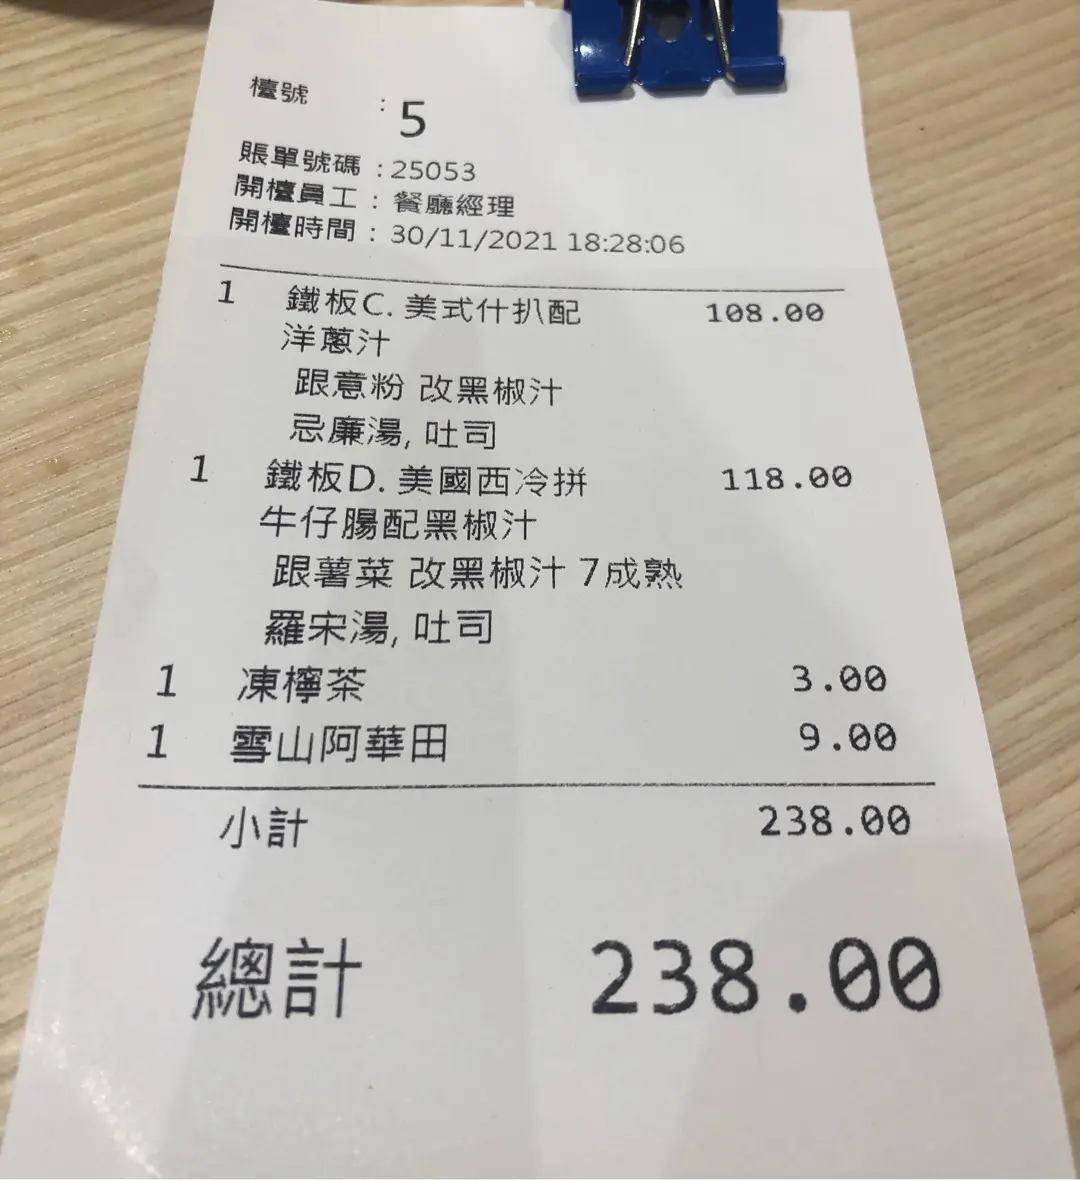 檯號 : 5
賬單號碼 : 25053
開檯員工 : 餐廳經理
開檯時間 : 30/11/2021 18:28:06
1 鐵板C. 美式什扒配 108.00
洋蔥汁
跟意粉 改黑椒汁
忌廉湯, 吐司
1 鐵板D. 美國西冷拼 118.00
牛仔腸配黑椒汁
跟薯菜 改黑椒汁 7成熟
羅宋湯, 吐司
1 凍檸茶 3.00
1 雪山阿華田 9.00
小計 238.00
總計 238.00